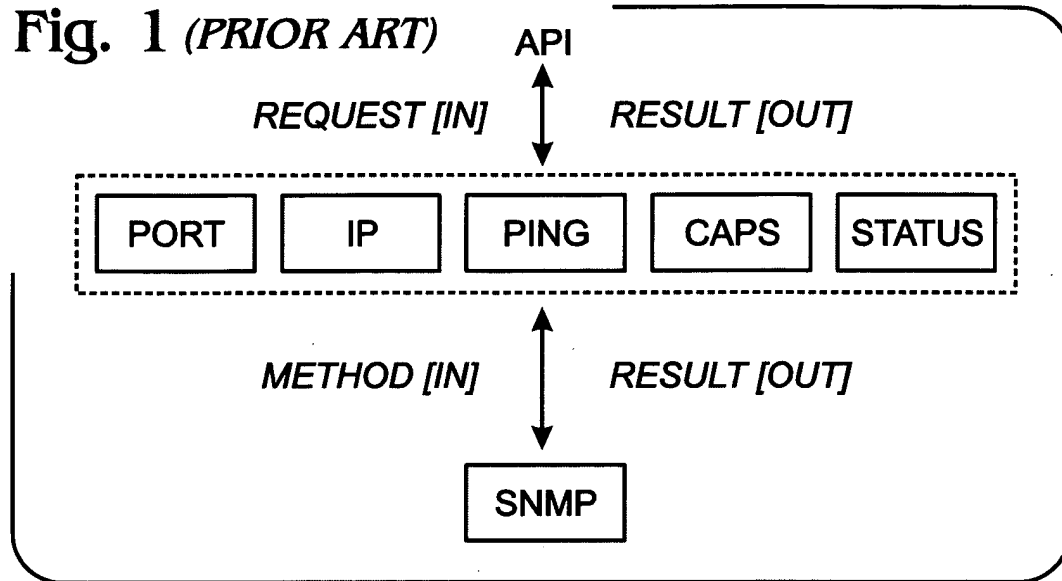 Fig. 1 (PRIOR ART)
API
REQUEST [IN] RESULT [OUT]
PORT IP PING CAPS STATUS
METHOD [IN] RESULT [OUT]
SNMP